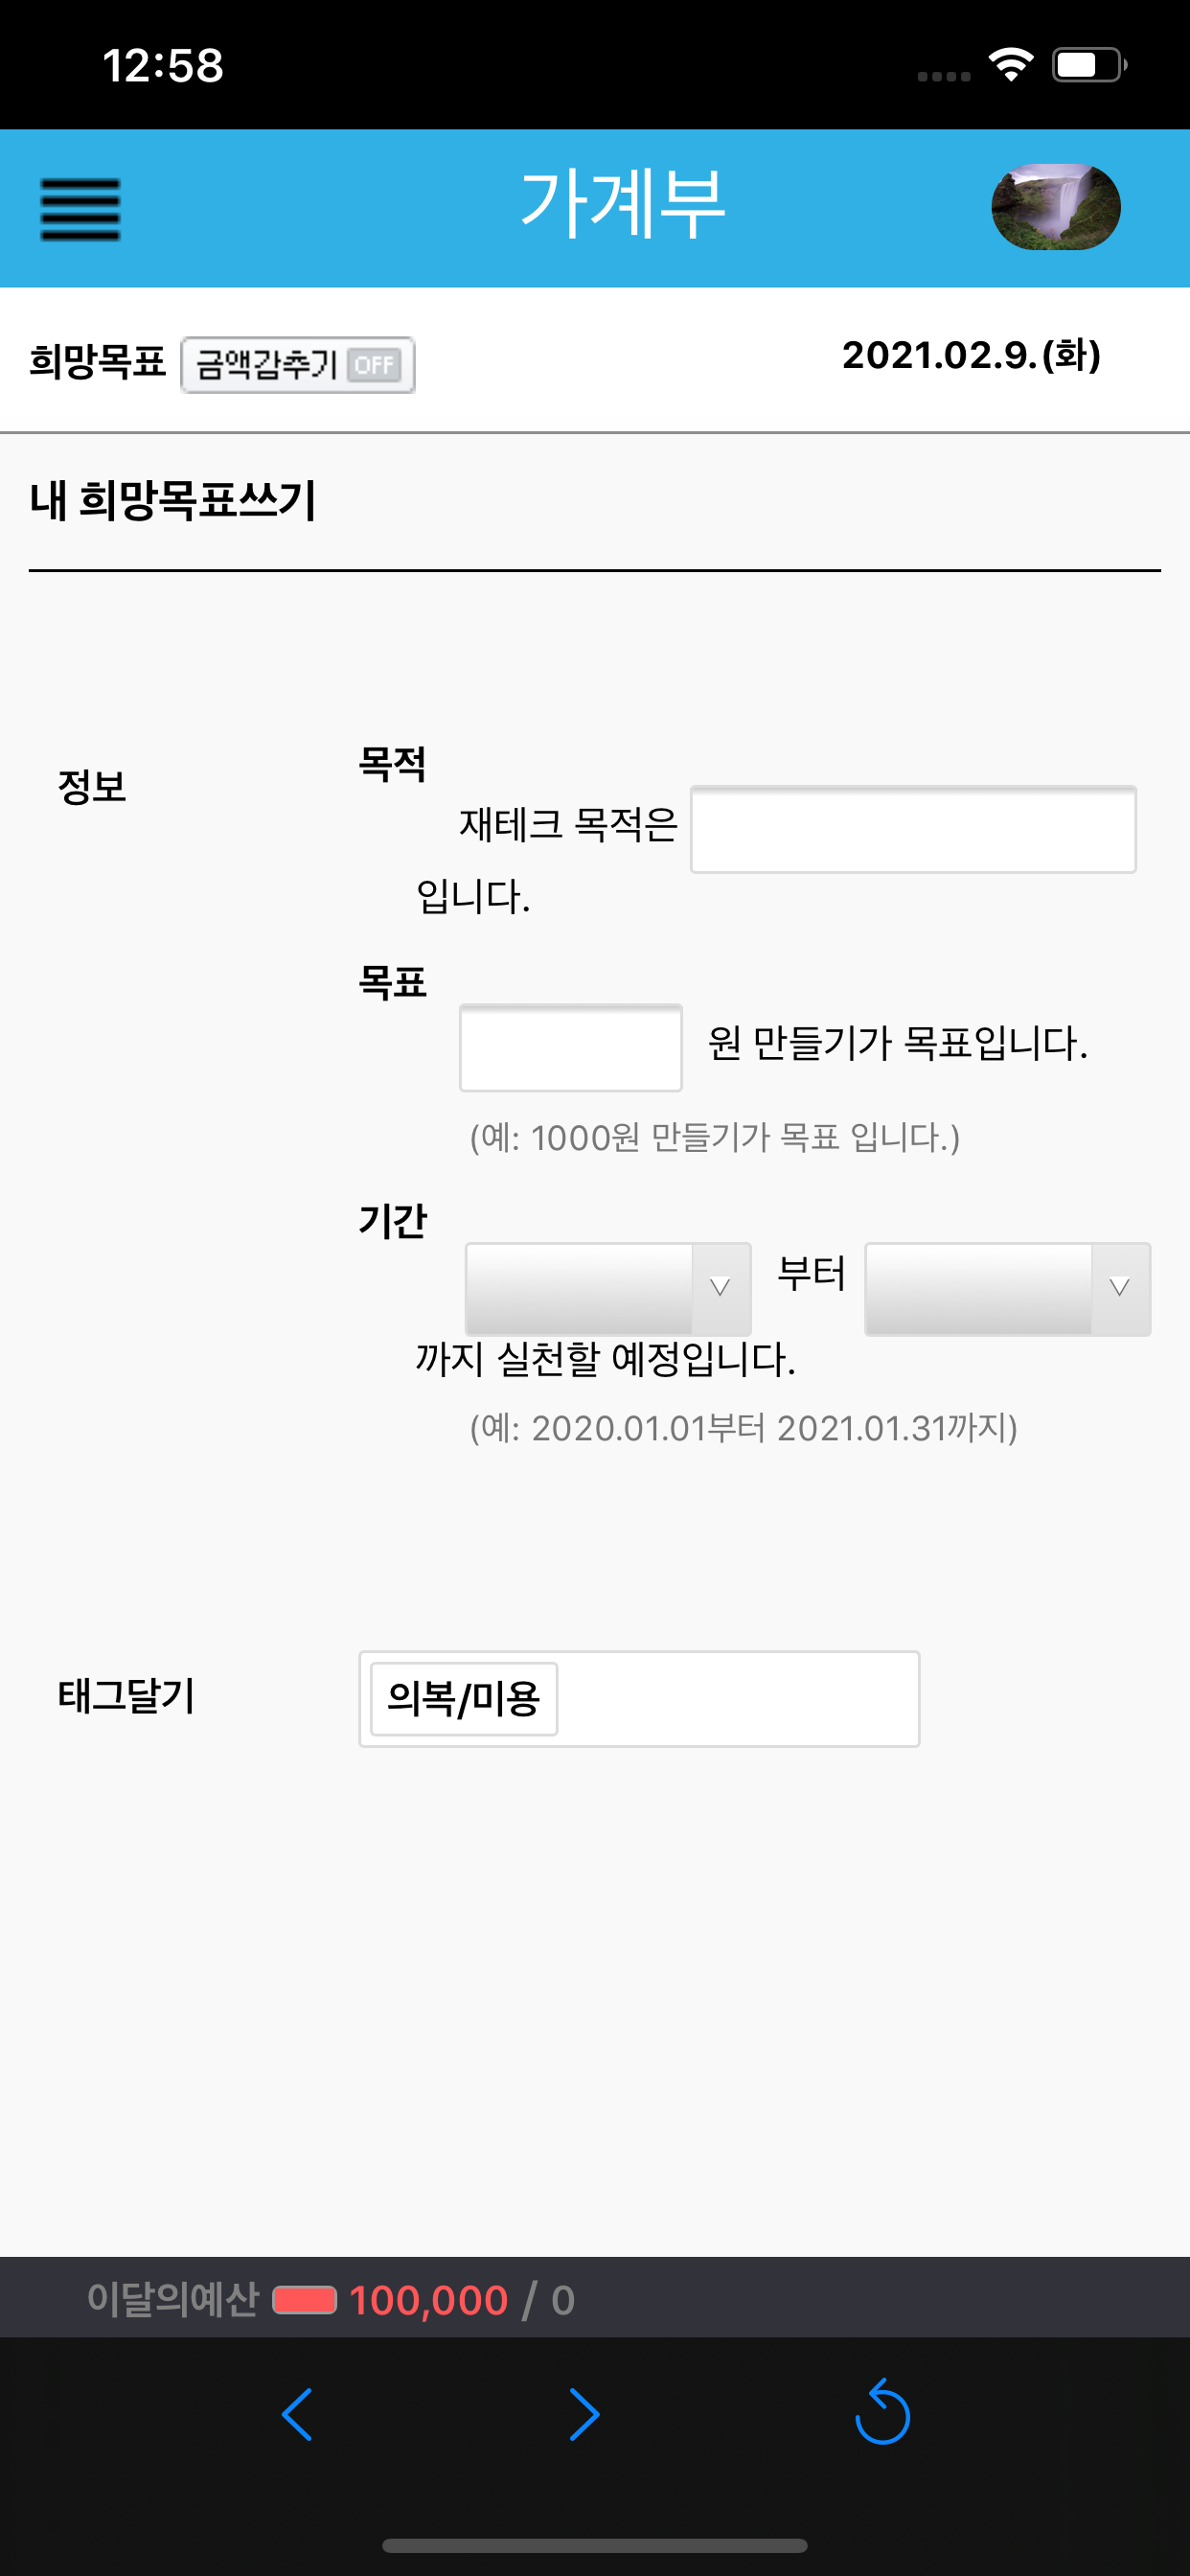 12:58
가계부
희망목표 금액감추기 OFF 2021.02.9.(화)
내 희망목표쓰기
정보
목적
재테크 목적은
입니다.
목표
원 만들기가 목표입니다.
(예: 1000원 만들기가 목표 입니다.)
기간
부터
까지 실천할 예정입니다.
(예: 2020.01.01부터 2021.01.31까지)
태그달기 의복/미용
이달의예산 100,000 / 0